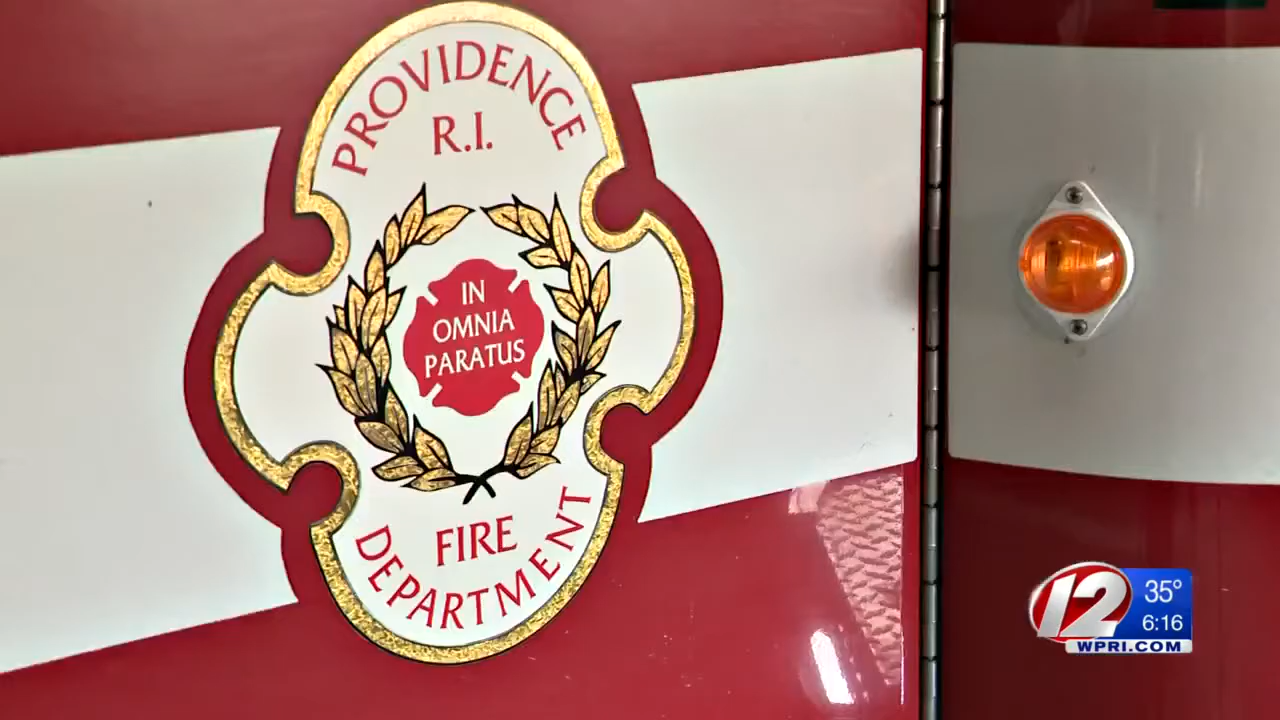 PROVIDENCE
R.I.
IN
OMNIA
PARATUS
FIRE
DEPARTMENT
12
35°
6:16
WPRI.COM